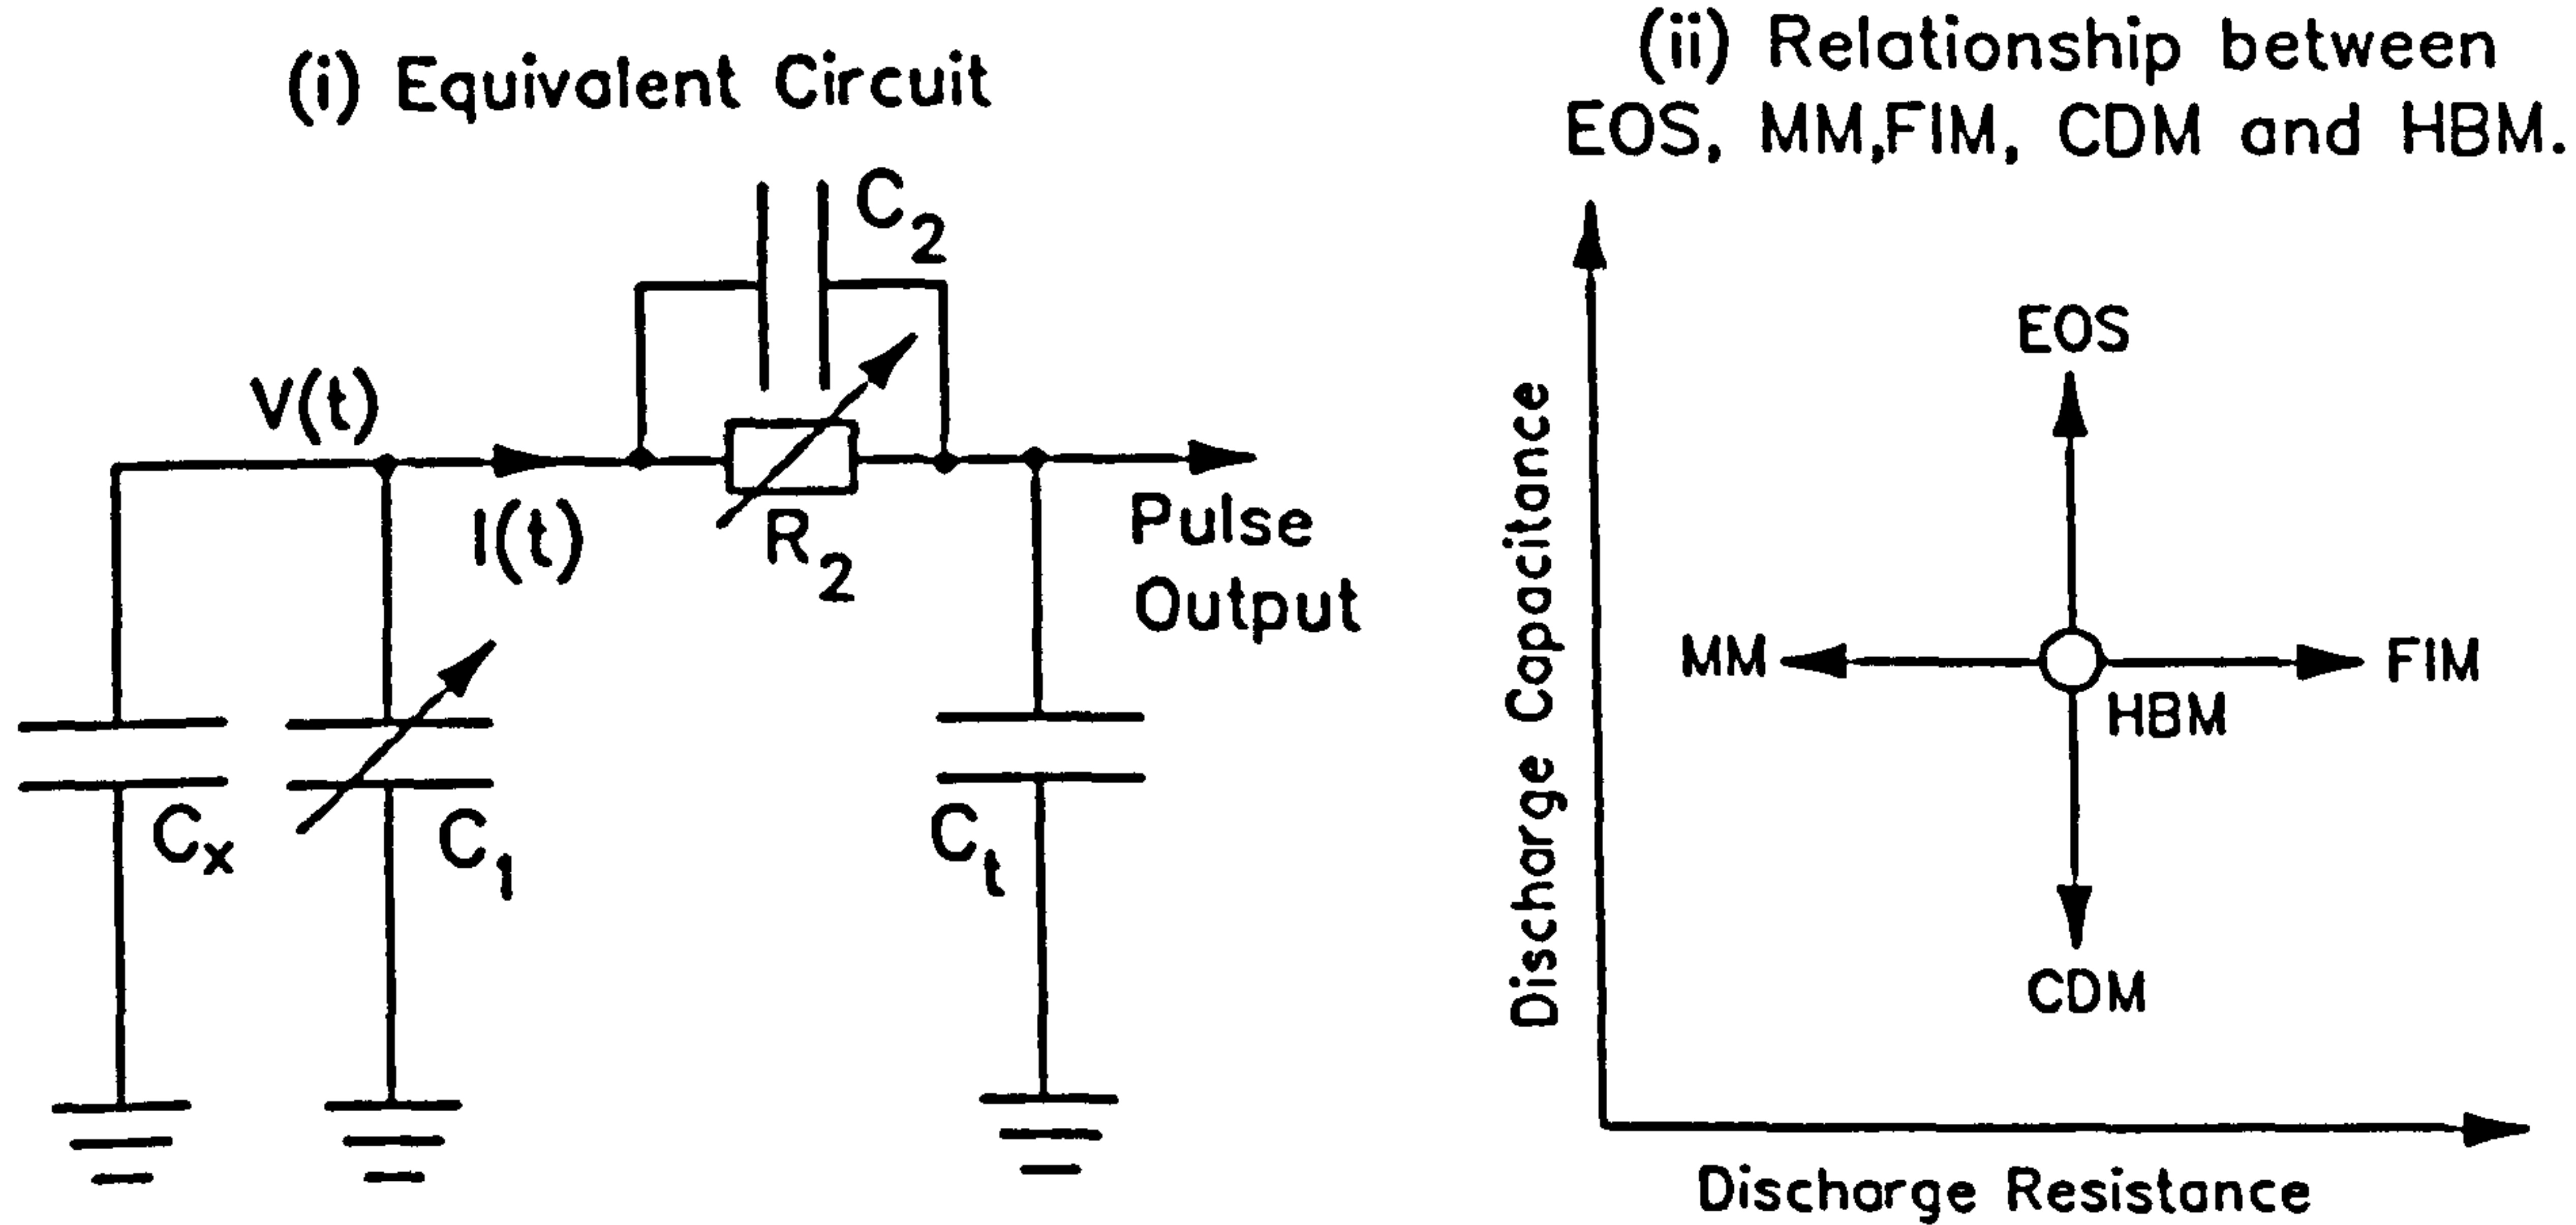 (i) Equivalent Circuit
C2
V(t)
I(t)
R2
Pulse
Output
Cx
C1
Ct
(ii) Relationship between
EOS, MM,FIM, CDM and HBM.
Discharge Capacitance
EOS
MM
FIM
HBM
CDM
Discharge Resistance